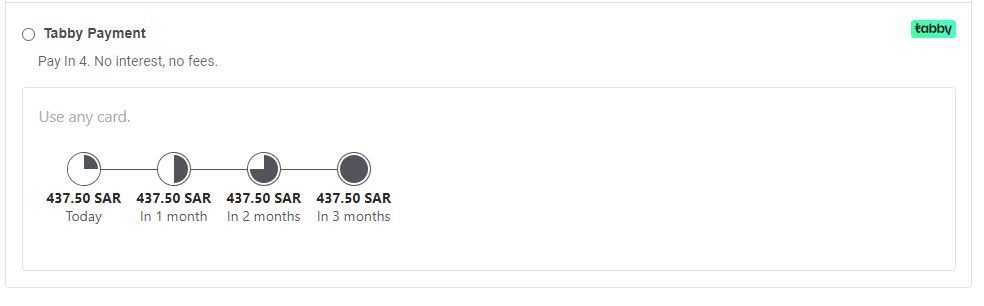 Tabby Payment
tabby
Pay In 4. No interest, no fees.
Use any card.
437.50 SAR 437.50 SAR 437.50 SAR 437.50 SAR
Today In 1 month In 2 months In 3 months